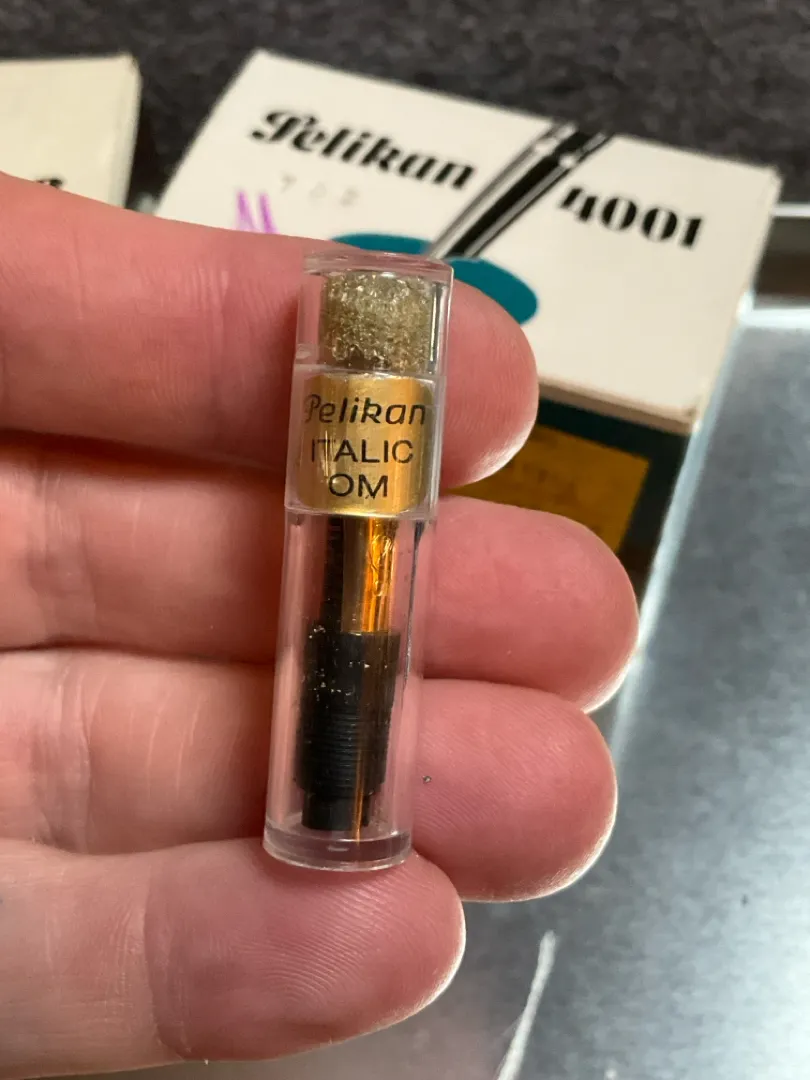 Pelikan
4001
Pelikan
ITALIC
OM